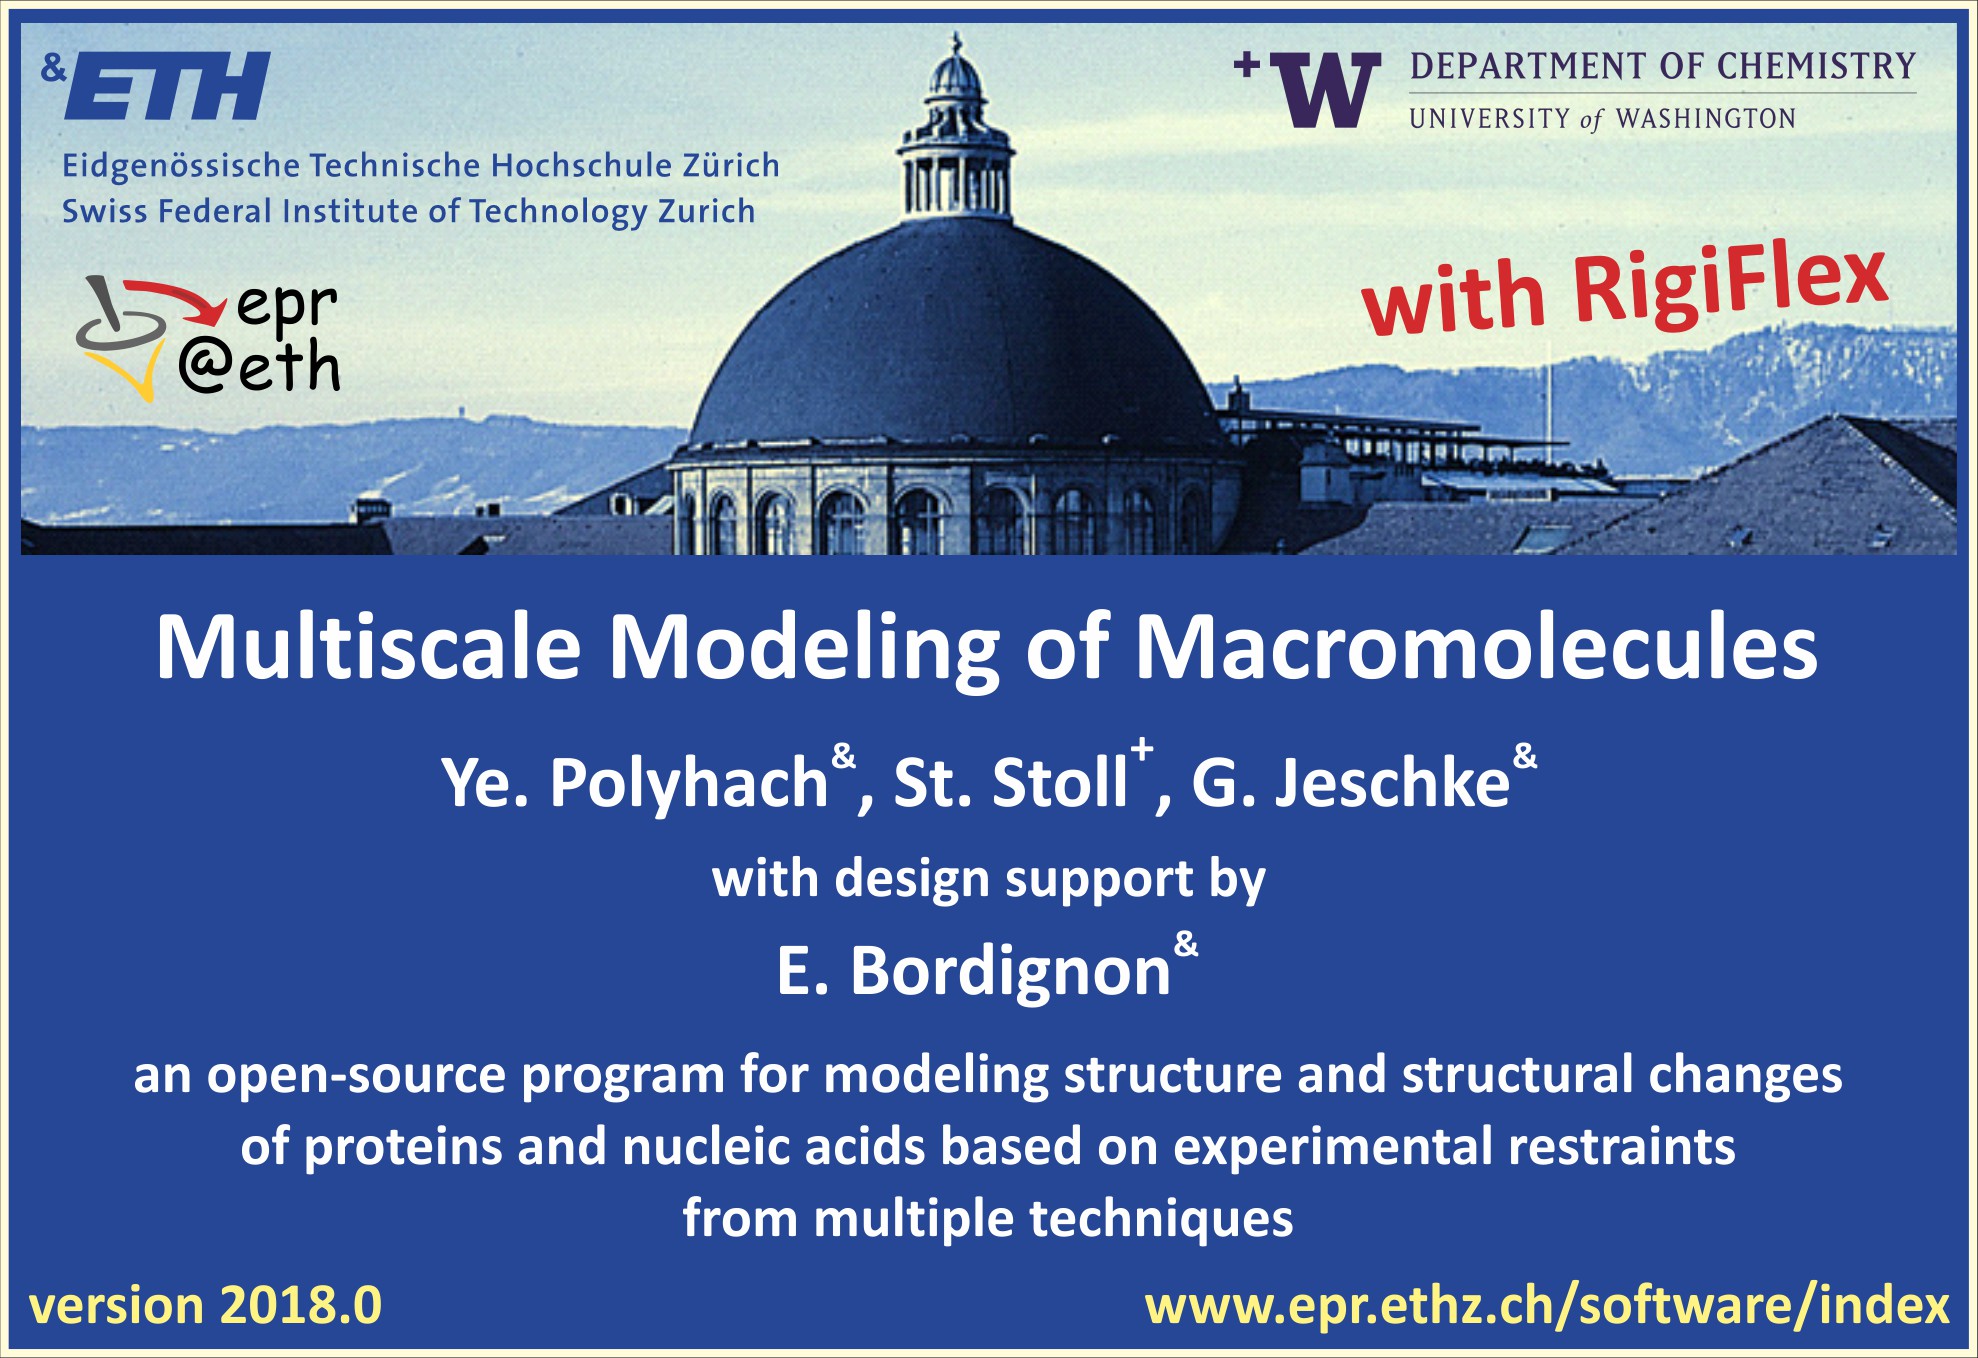 &ETH
Eidgenössische Technische Hochschule Zürich
Swiss Federal Institute of Technology Zurich
+W DEPARTMENT OF CHEMISTRY
UNIVERSITY of WASHINGTON
epr
@eth
with RigiFlex
Multiscale Modeling of Macromolecules
Ye. Polyhach&, St. Stoll+, G. Jeschke&
with design support by
E. Bordignon&
an open-source program for modeling structure and structural changes
of proteins and nucleic acids based on experimental restraints
from multiple techniques
version 2018.0
www.epr.ethz.ch/software/index